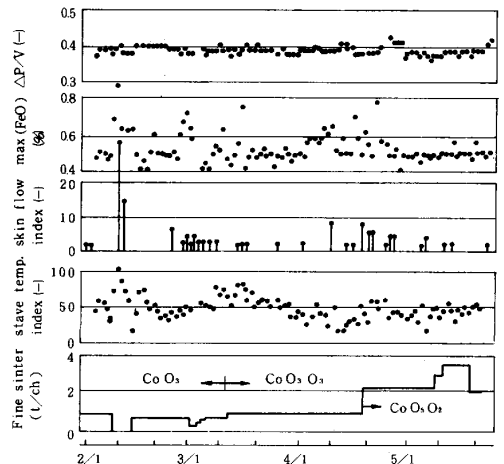 ΔP/V (−)
0.5
0.4
0.3
max (FeO)
(%)
0.8
0.6
0.4
skin flow
index (−)
20
10
0
stave temp.
index (−)
100
50
0
Fine sinter
(t/ch)
4
2
0
Co O₃
Co O₃ O₃
Co O₅ O₂
2/1
3/1
4/1
5/1